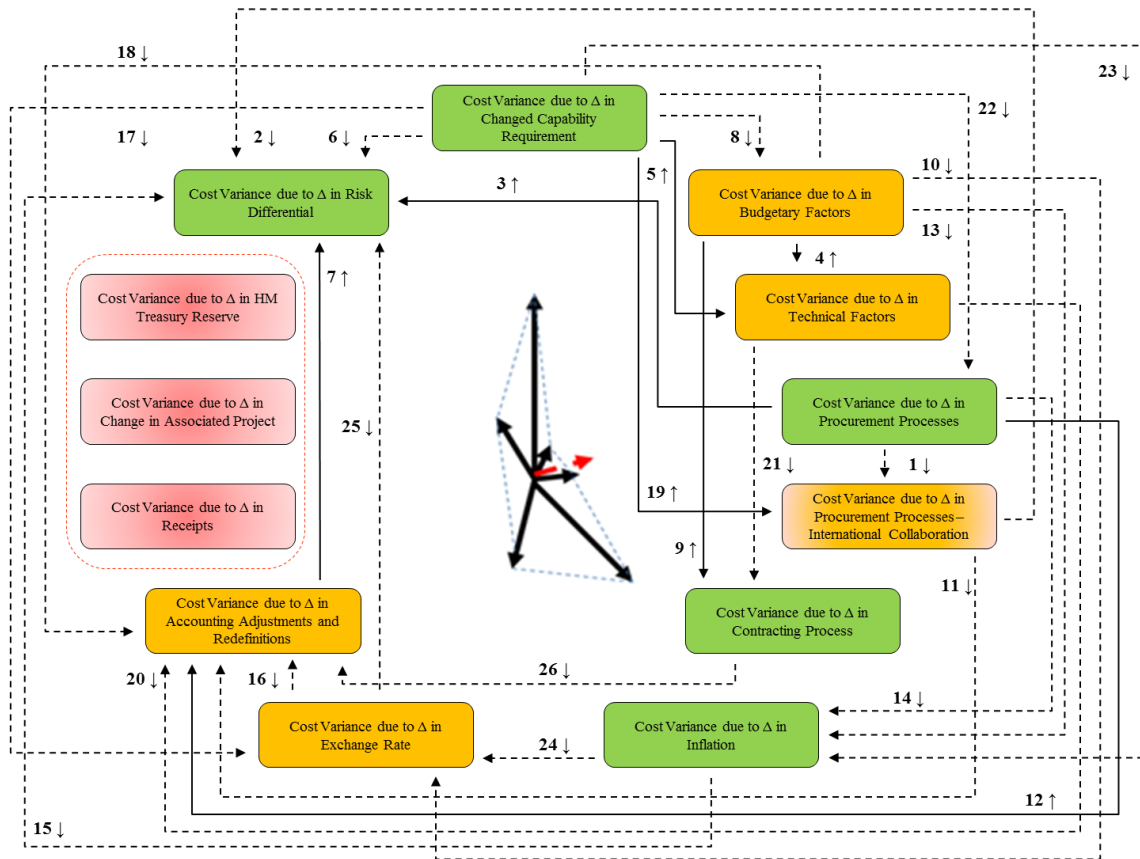 18 ↓
23 ↓
Cost Variance due to Δ in
Changed Capability
Requirement
22 ↓
17 ↓
2 ↓
6 ↓
8 ↓
10 ↓
Cost Variance due to Δ in Risk
Differential
3 ↑
5 ↑
Cost Variance due to Δ in
Budgetary Factors
13 ↓
7 ↑
4 ↑
Cost Variance due to Δ in HM
Treasury Reserve
Cost Variance due to Δ in
Technical Factors
Cost Variance due to Δ in
Change in Associated Project
Cost Variance due to Δ in
Procurement Processes
25 ↓
21 ↓
1 ↓
19 ↑
Cost Variance due to Δ in
Receipts
Cost Variance due to Δ in
Procurement Processes–
International Collaboration
9 ↑
11 ↓
Cost Variance due to Δ in
Accounting Adjustments and
Redefinitions
Cost Variance due to Δ in
Contracting Process
20 ↓
16 ↓
26 ↓
14 ↓
Cost Variance due to Δ in
Exchange Rate
24 ↓
Cost Variance due to Δ in
Inflation
12 ↑
15 ↓